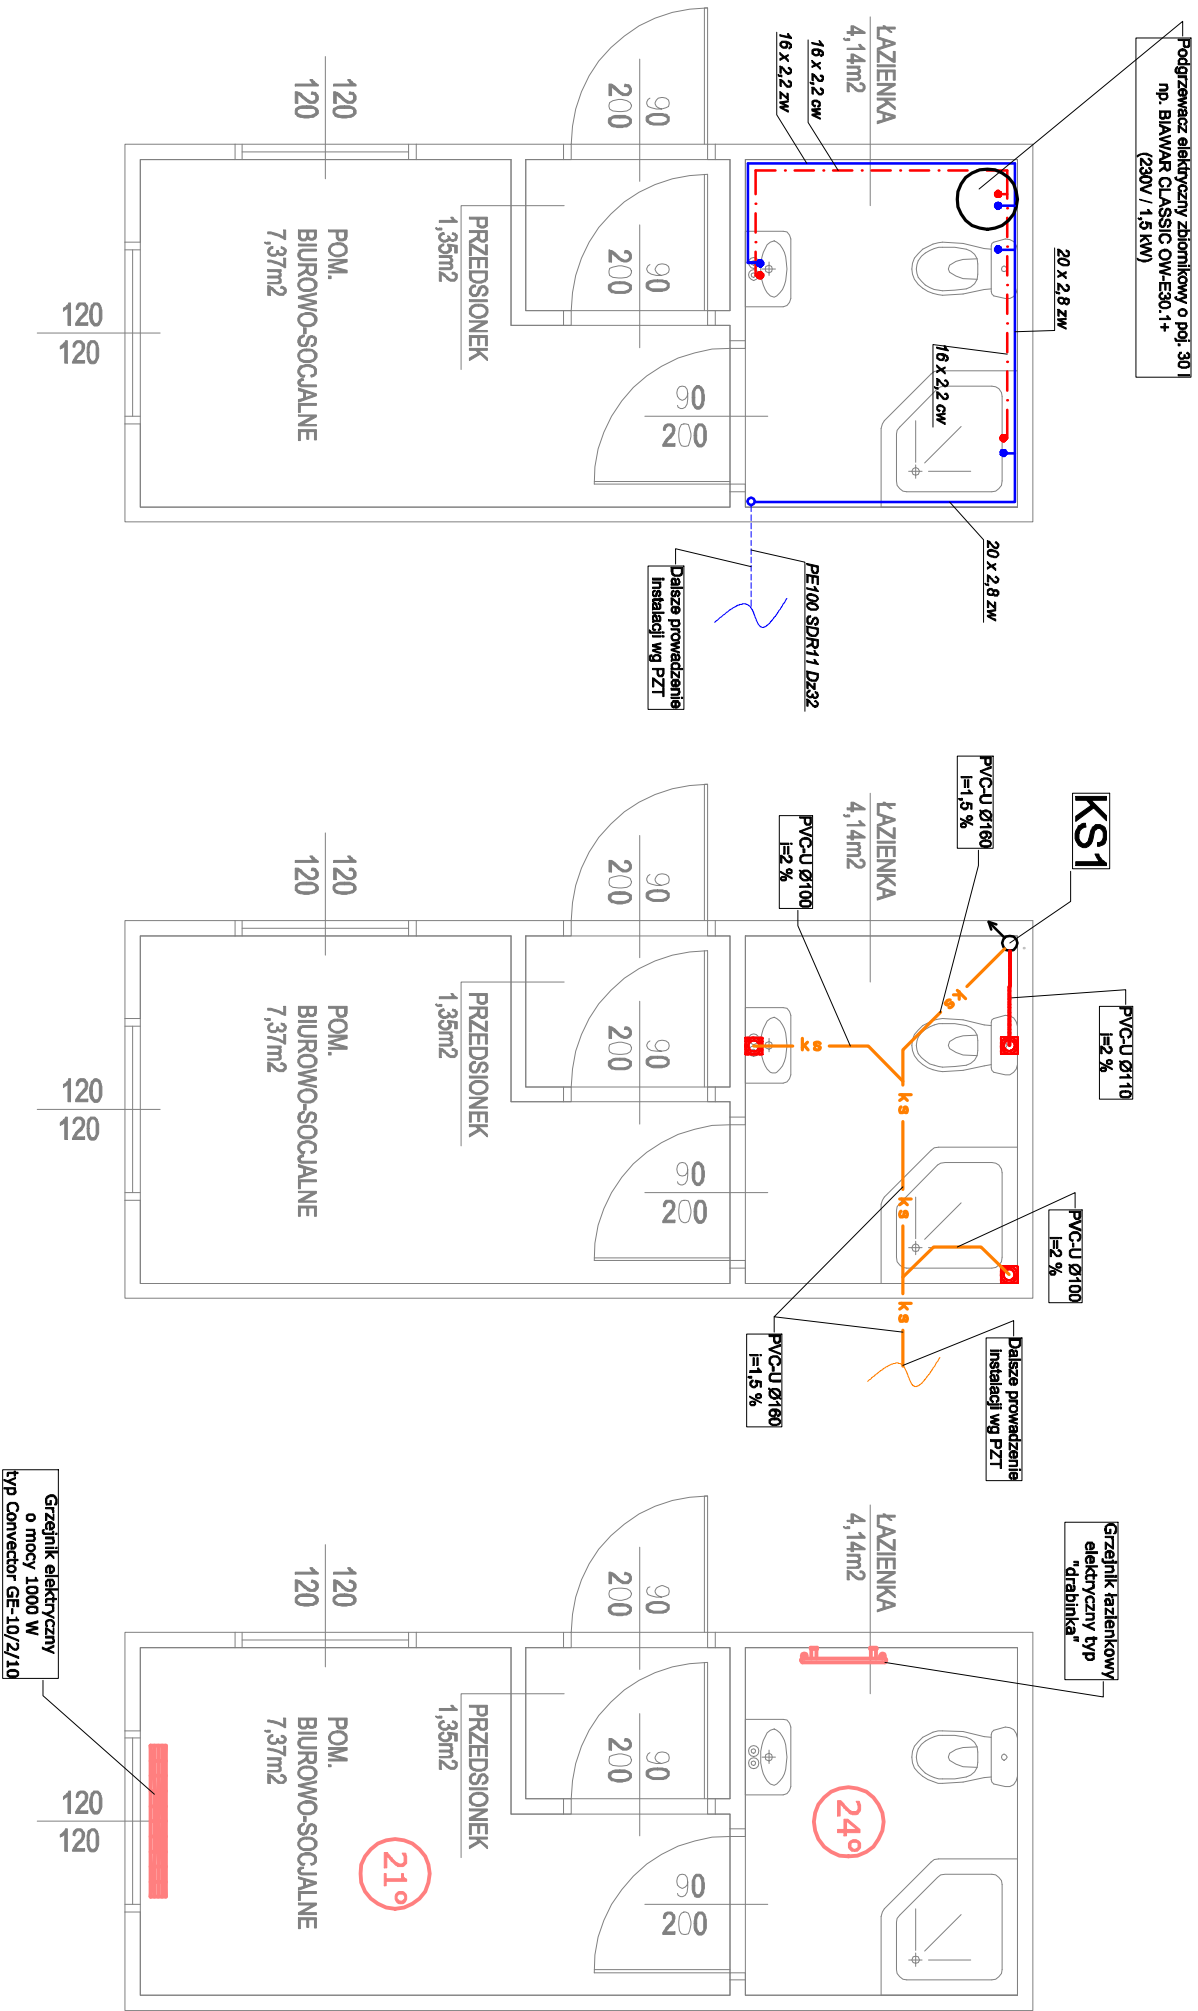 Podgrzewacz elektryczny zbiornikowy o poj. 30 l
np. BIAWAR CLASSIC OW-E30.1+
(230V / 1,5 kW)
ŁAZIENKA
4,14m2
16 x 2,2 cw
16 x 2,2 zw
20 x 2,8 zw
16 x 2,2 cw
20 x 2,8 zw
PE100 SDR11 Dz32
Dalsze prowadzenie
instalacji wg PZT
90
200
90
200
90
200
120
120
PRZEDSIONEK
1,35m2
POM.
BIUROWO-SOCJALNE
7,37m2
120
120
KS1
PVC-U Ø160
i=1,5 %
PVC-U Ø110
i=2 %
PVC-U Ø100
i=2 %
PVC-U Ø100
i=2 %
Dalsze prowadzenie
instalacji wg PZT
PVC-U Ø160
i=1,5 %
ks
ks
ks
ks
ks
ŁAZIENKA
4,14m2
90
200
90
200
90
200
120
120
PRZEDSIONEK
1,35m2
POM.
BIUROWO-SOCJALNE
7,37m2
120
120
Grzejnik łazienkowy
elektryczny typ
"drabinka"
ŁAZIENKA
4,14m2
24°
90
200
90
200
90
200
120
120
PRZEDSIONEK
1,35m2
POM.
BIUROWO-SOCJALNE
7,37m2
21°
120
120
Grzejnik elektryczny
o mocy 1000 W
typ Convector GE-10/2/10